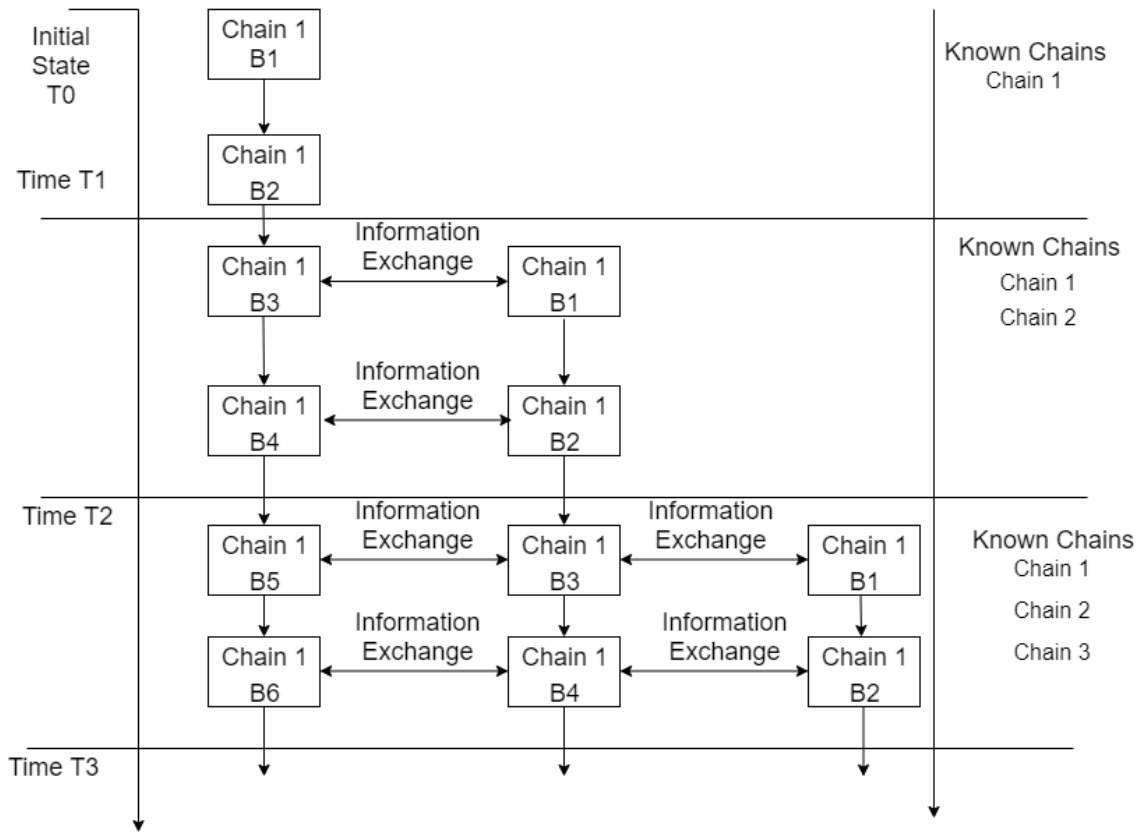 Initial
State
T0
Chain 1
B1
Known Chains
Chain 1
Chain 1
B2
Time T1
Chain 1
B3
Information
Exchange
Chain 1
B1
Known Chains
Chain 1
Chain 2
Chain 1
B4
Information
Exchange
Chain 1
B2
Time T2
Chain 1
B5
Information
Exchange
Chain 1
B3
Information
Exchange
Chain 1
B1
Known Chains
Chain 1
Chain 2
Chain 3
Chain 1
B6
Information
Exchange
Chain 1
B4
Information
Exchange
Chain 1
B2
Time T3